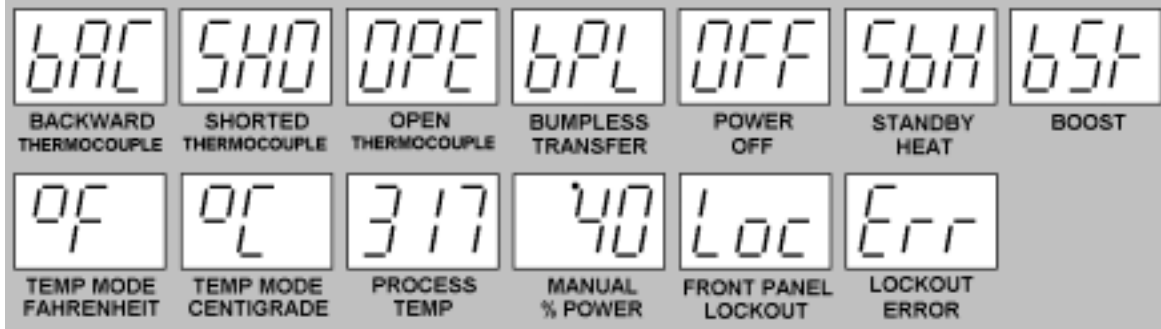 bAC SHO OPE bPL OFF SbH bSt
BACKWARD SHORTED OPEN BUMPLESS POWER STANDBY BOOST
THERMOCOUPLE THERMOCOUPLE THERMOCOUPLE TRANSFER OFF HEAT
°F °C 317 '40 Loc Err
TEMP MODE TEMP MODE PROCESS MANUAL FRONT PANEL LOCKOUT
FAHRENHEIT CENTIGRADE TEMP % POWER LOCKOUT ERROR